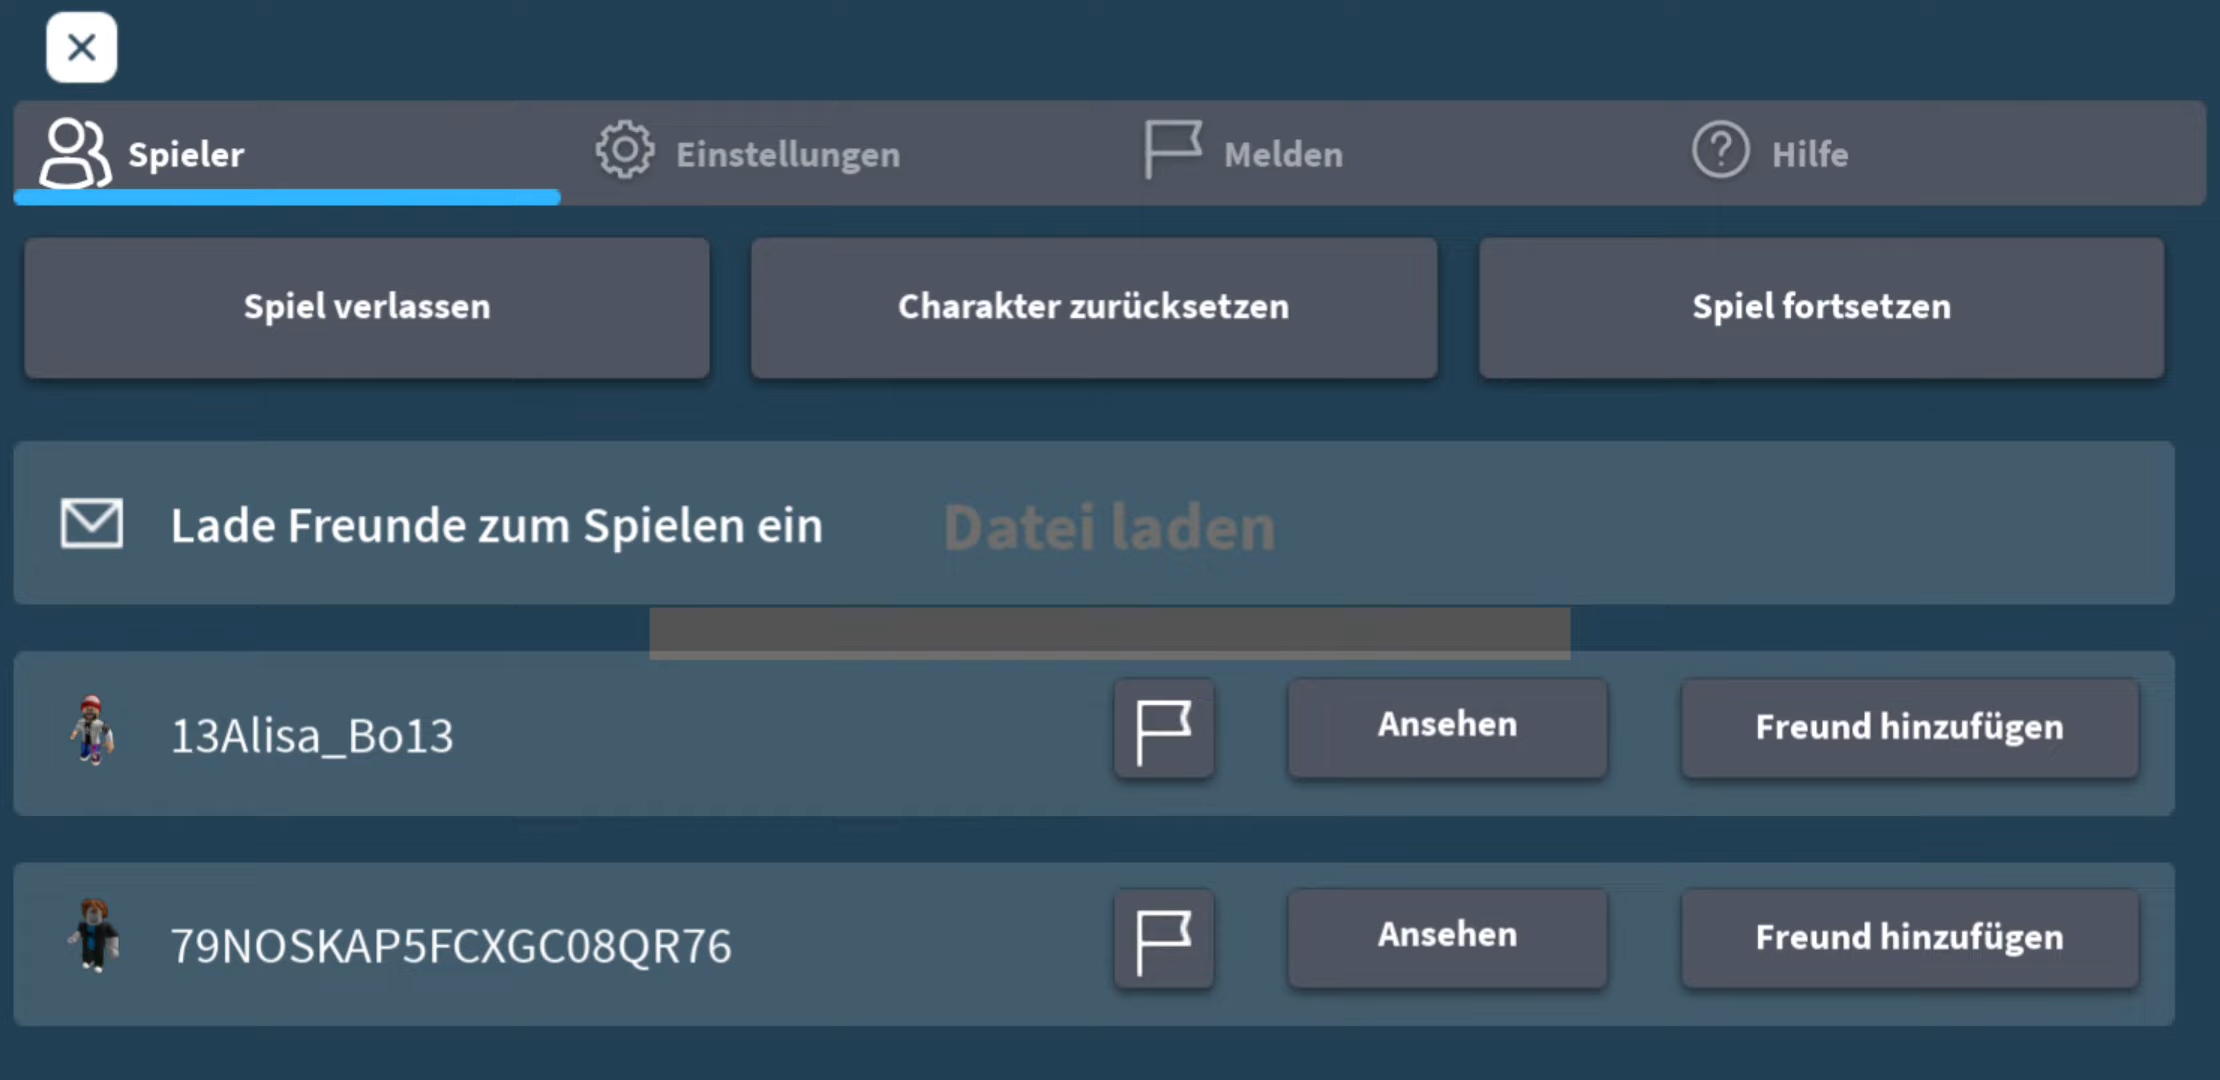 Spieler
Einstellungen
Melden
Hilfe
Spiel verlassen
Charakter zurücksetzen
Spiel fortsetzen
Lade Freunde zum Spielen ein
Datei laden
13Alisa_Bo13
Ansehen
Freund hinzufügen
79NOSKAP5FCXGC08QR76
Ansehen
Freund hinzufügen